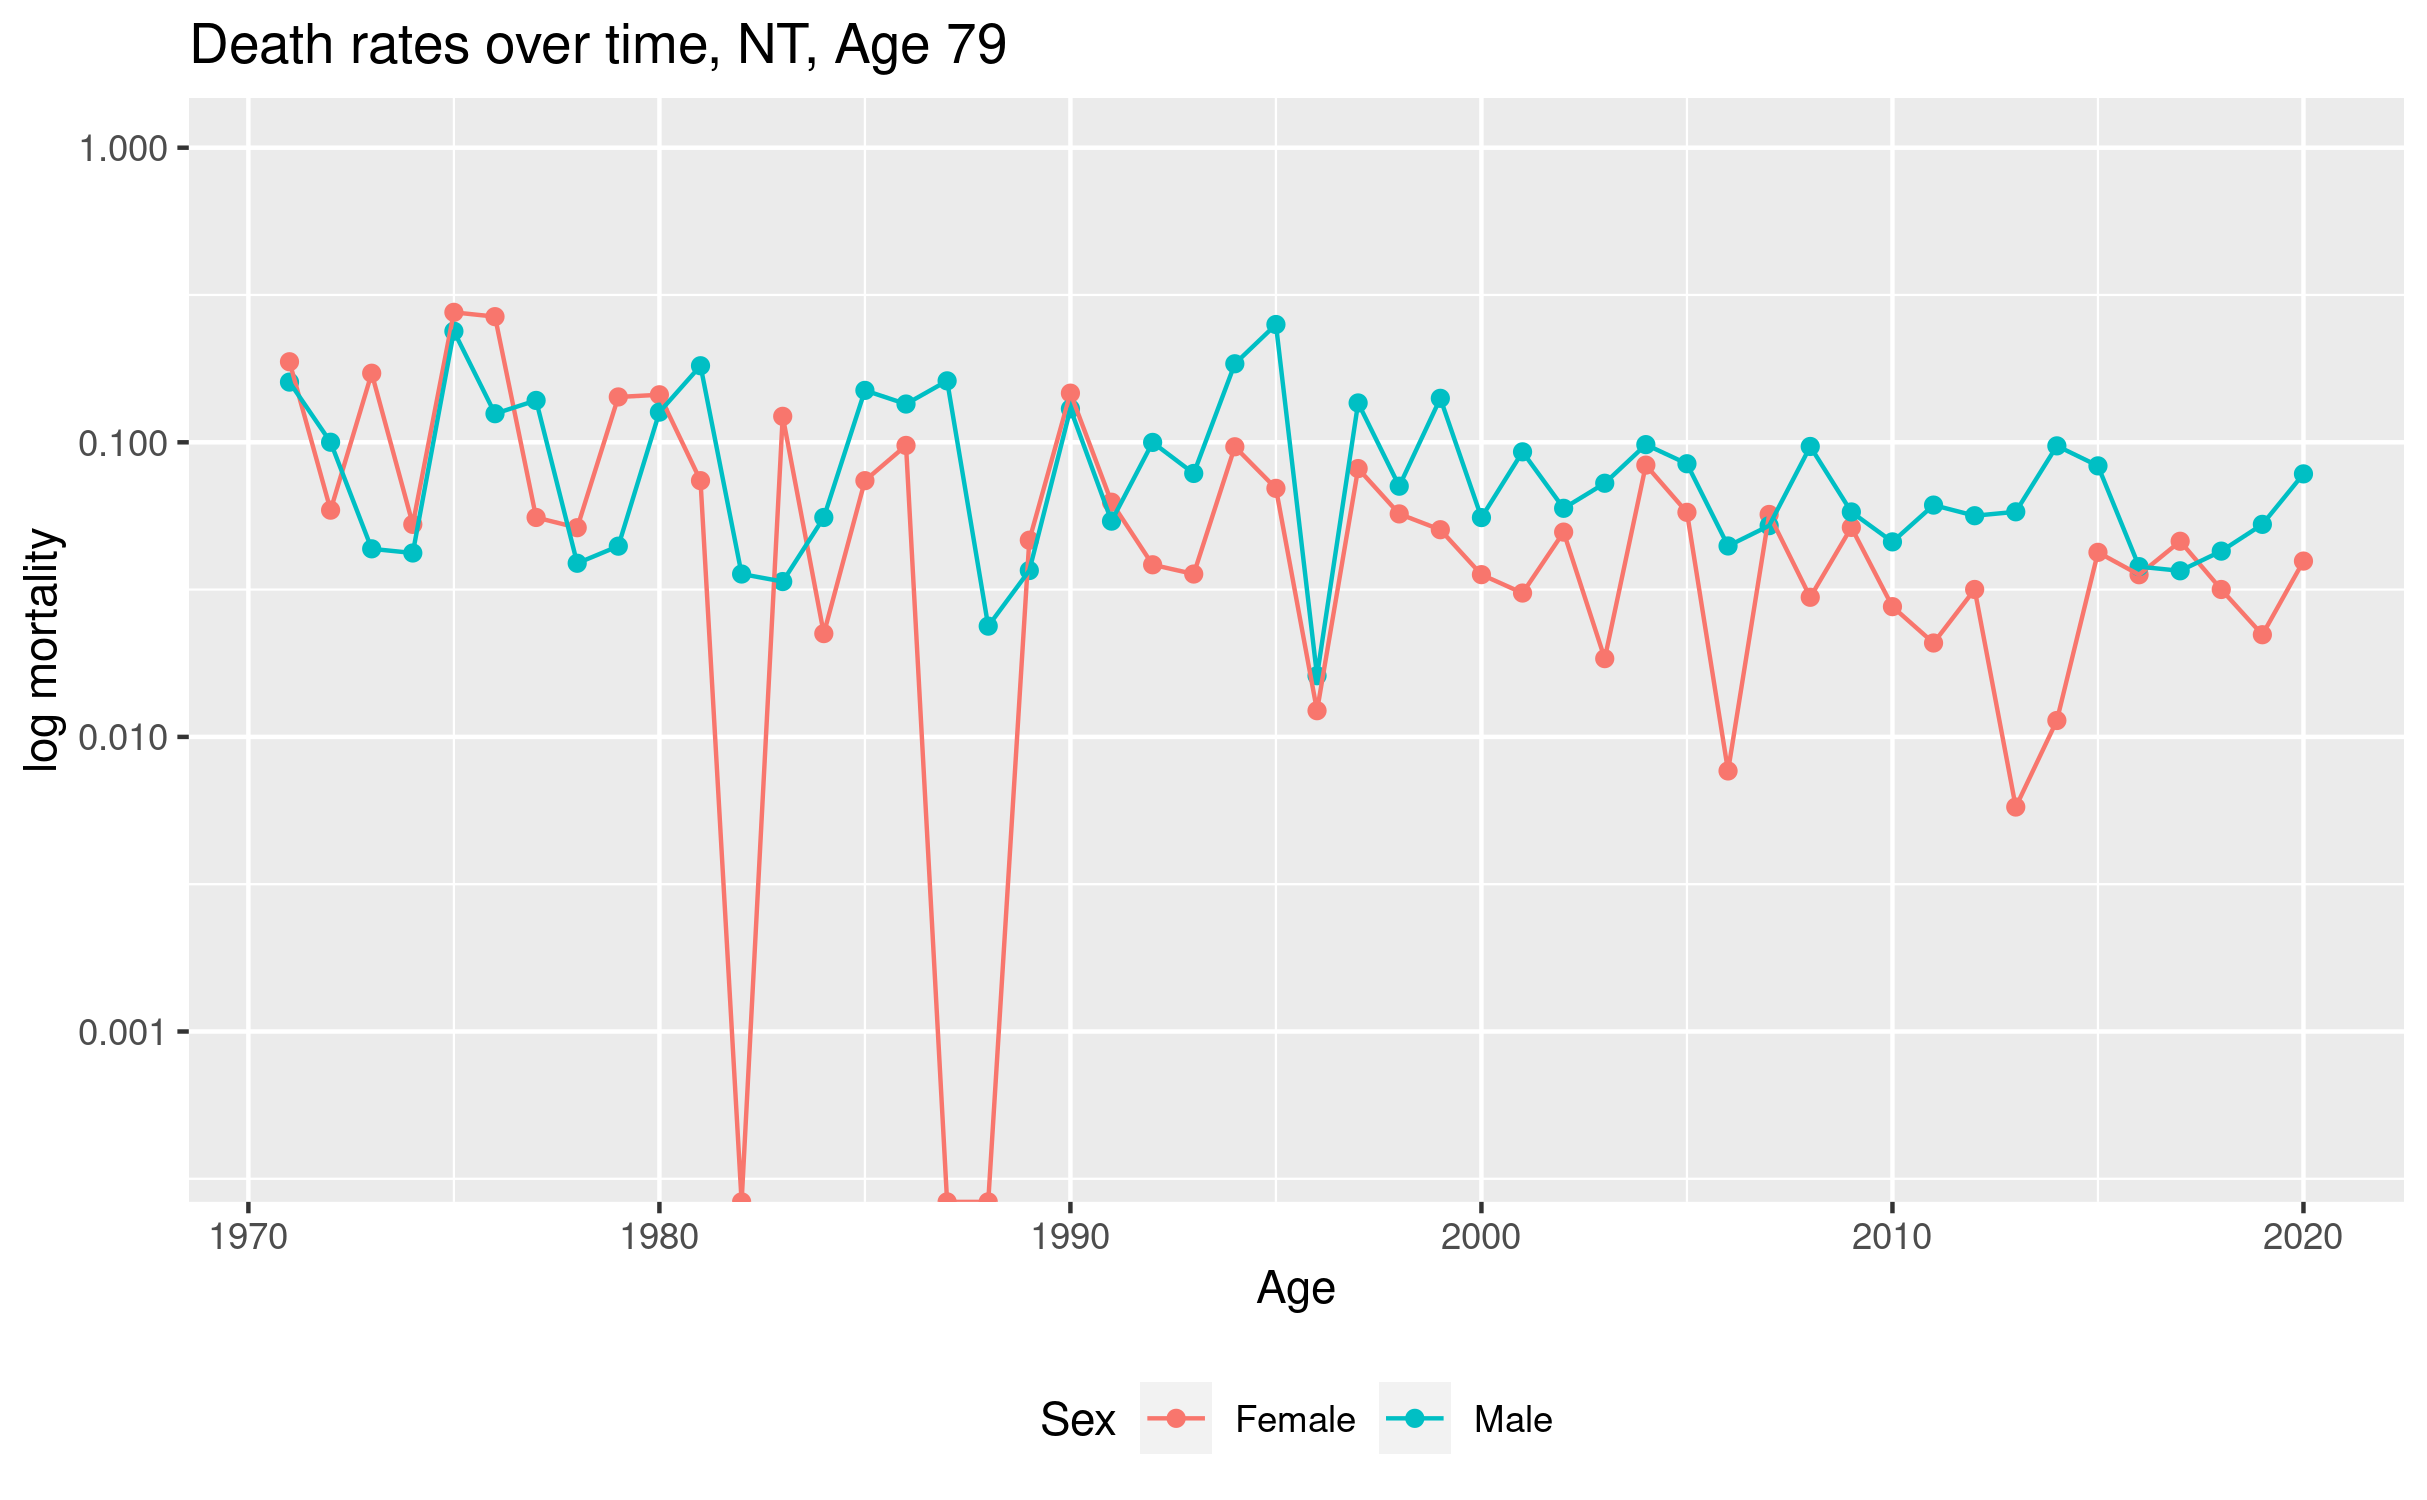 Death rates over time, NT, Age 79
1.000
0.100
0.010
0.001
log mortality
1970 1980 1990 2000 2010 2020
Age
Sex Female Male